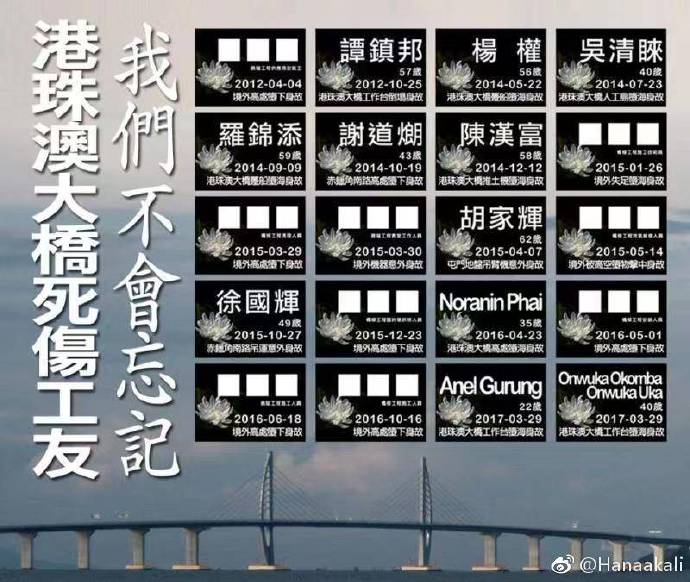 港珠澳大橋死傷工友
我們不會忘記
2012-04-04
境外高處墮下身故
譚鎮邦
57歲
2012-10-25
港珠澳大橋工作台倒塌身故
楊權
56歲
2014-05-22
港珠澳大橋躉船墮海身故
吳清睞
40歲
2014-07-23
港珠澳大橋人工島墮海身故
羅錦添
59歲
2014-09-09
港珠澳大橋躉船墮海身故
謝道爛
43歲
2014-10-19
赤鱲角南路高處墮下身故
陳漢富
58歲
2014-12-12
港珠澳大橋推土機墮海身故
2015-01-26
境外失足墮海身故
2015-03-29
境外高處墮下身故
2015-03-30
境外機器意外身故
胡家輝
62歲
2015-04-07
屯門地盤吊臂機意外身故
2015-05-14
境外被高空墮物擊中身故
徐國輝
49歲
2015-10-27
赤鱲角南路吊運意外身故
2015-12-23
境外高處墮下身故
Noranin Phai
35歲
2016-04-23
港珠澳大橋高處墮海身故
2016-05-01
境外高處墮下身故
2016-06-18
境外高處墮下身故
2016-10-16
境外高處墮下身故
Anel Gurung
22歲
2017-03-29
港珠澳大橋工作台墮海身故
Onwuka Okomba
Onwuka Uka
40歲
2017-03-29
港珠澳大橋工作台墮海身故
@Hanaakali